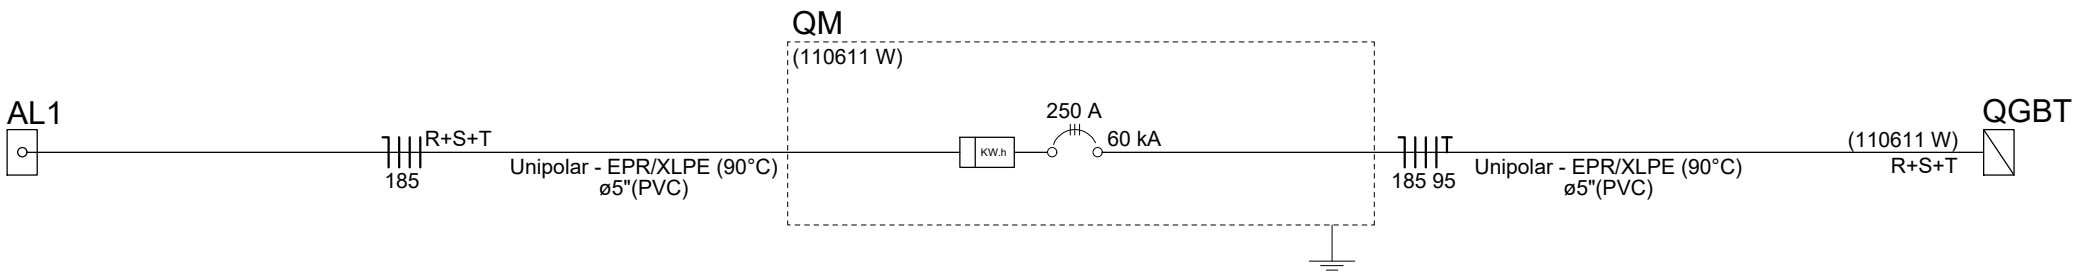 QM
(110611 W)
AL1
R+S+T
185
Unipolar - EPR/XLPE (90°C)
ø5"(PVC)
KW.h
250 A
60 kA
T
185 95
Unipolar - EPR/XLPE (90°C)
ø5"(PVC)
QGBT
(110611 W)
R+S+T